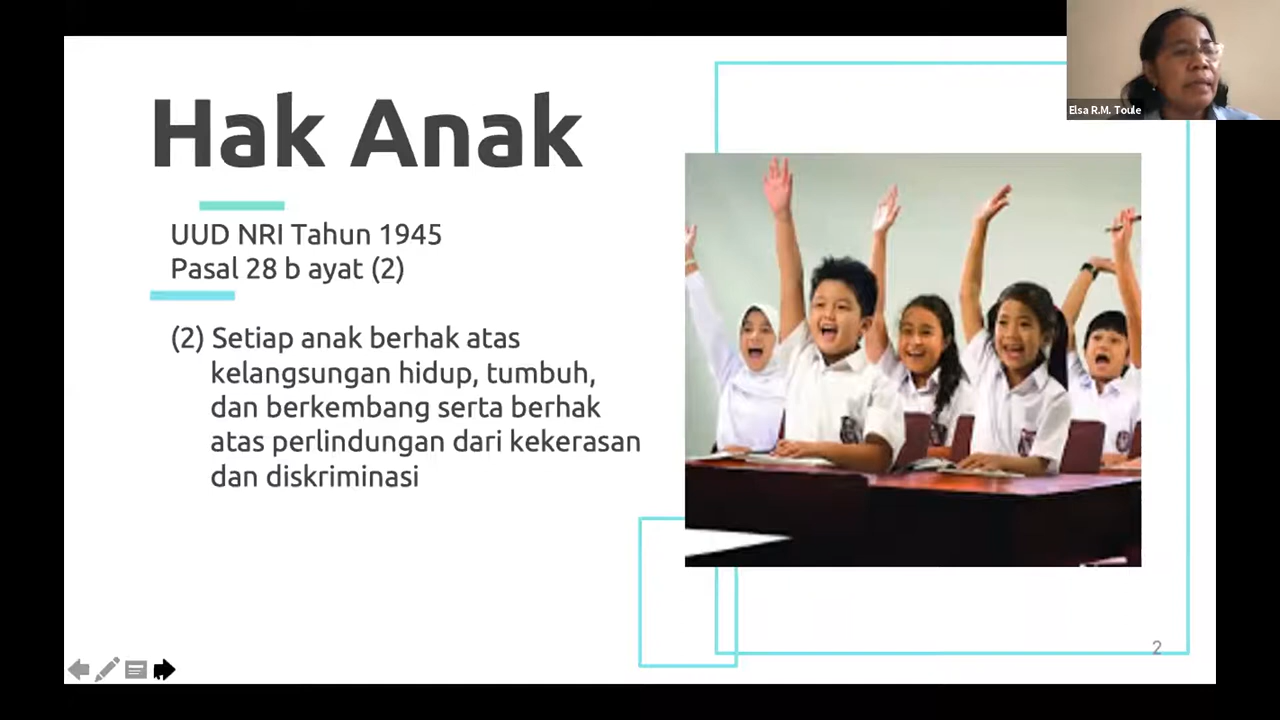 Hak Anak
UUD NRI Tahun 1945
Pasal 28 b ayat (2)
(2) Setiap anak berhak atas
kelangsungan hidup, tumbuh,
dan berkembang serta berhak
atas perlindungan dari kekerasan
dan diskriminasi
Elsa R.M. Toule
2